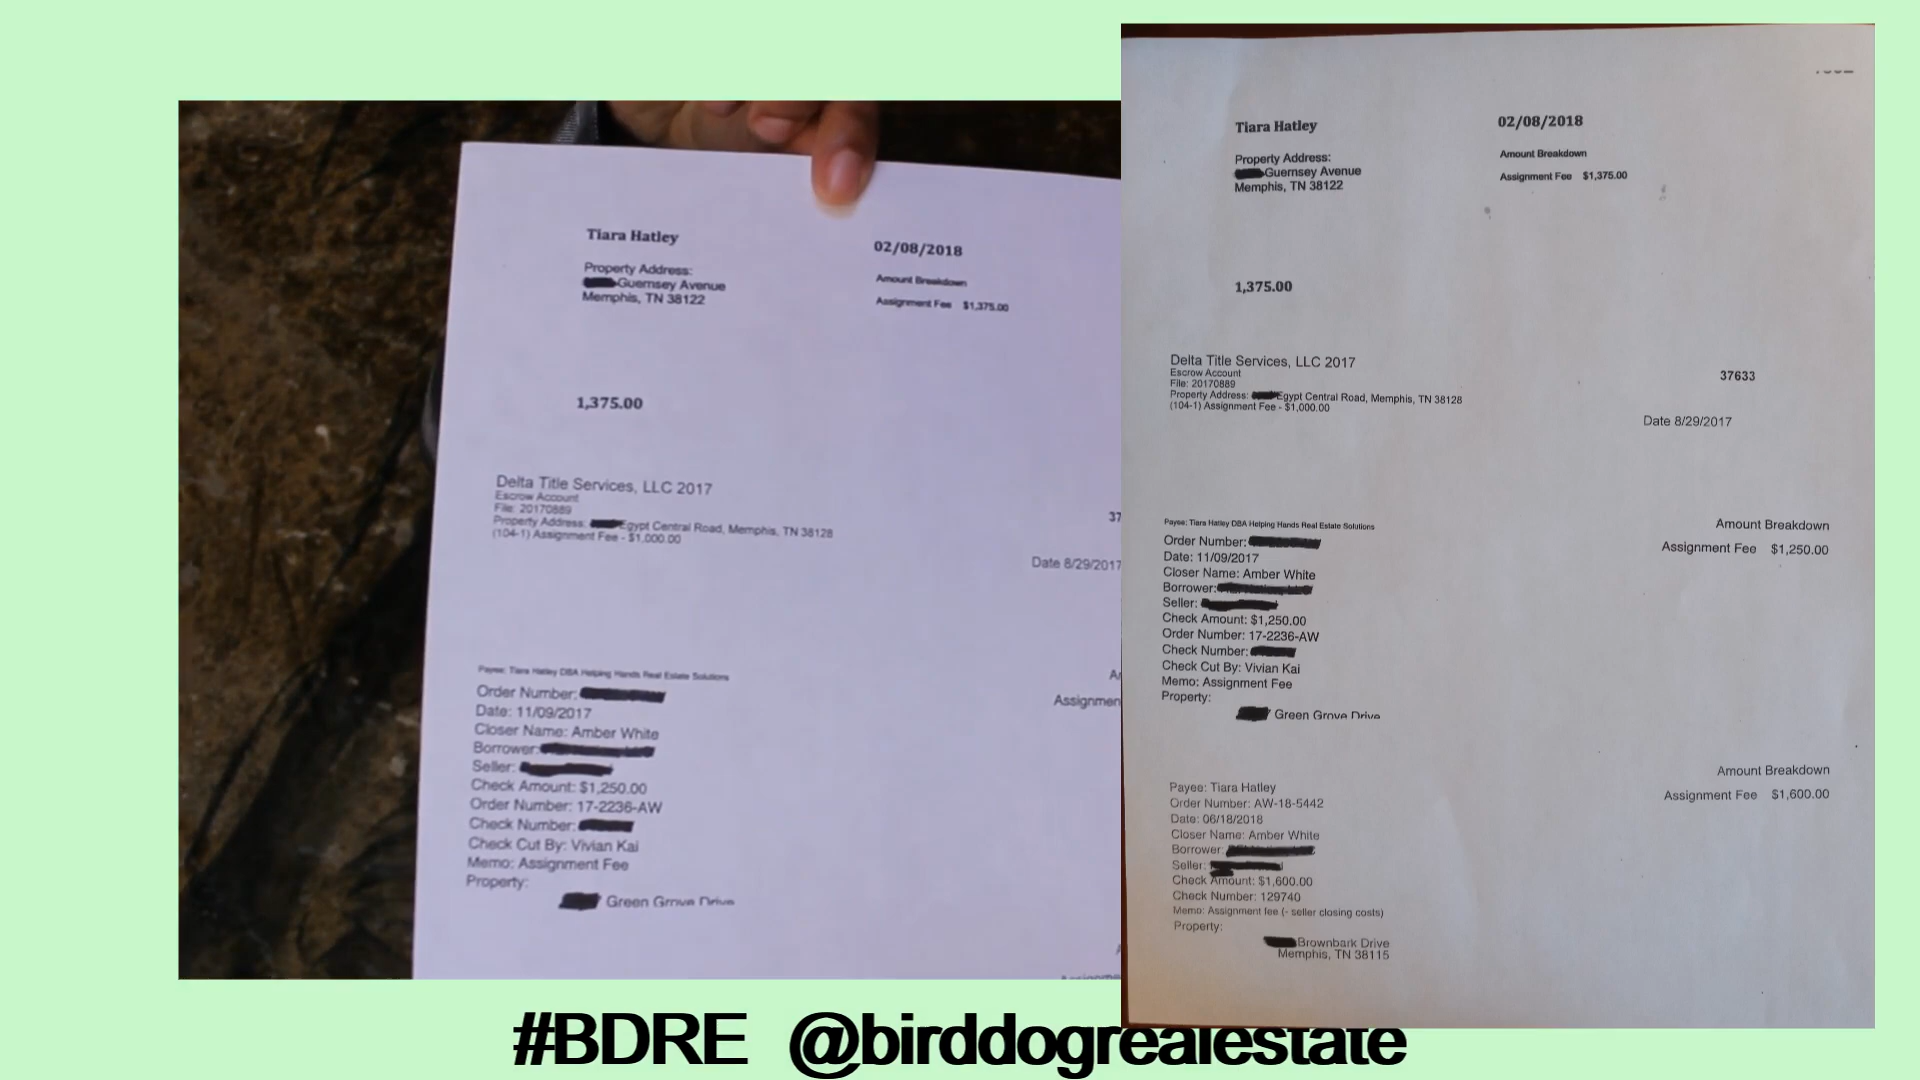 Tiara Hatley
02/08/2018
Property Address:
Guernsey Avenue
Memphis, TN 38122
Amount Breakdown
Assignment Fee $1,375.00
1,375.00
Delta Title Services, LLC 2017
Escrow Account
File: 20170889
Property Address: Egypt Central Road, Memphis, TN 38128
(104-1) Assignment Fee - $1,000.00
37
Date 8/29/2017
Payee: Tiara Hatley DBA Helping Hands Real Estate Solutions
Order Number:
Date: 11/09/2017
Closer Name: Amber White
Borrower:
Seller:
Check Amount: $1,250.00
Order Number: 17-2236-AW
Check Number:
Check Cut By: Vivian Kai
Memo: Assignment Fee
Property:
Green Grove Drive
Assignmen
Tiara Hatley
02/08/2018
Property Address:
Guernsey Avenue
Memphis, TN 38122
Amount Breakdown
Assignment Fee $1,375.00
1,375.00
Delta Title Services, LLC 2017
Escrow Account
File: 20170889
Property Address: Egypt Central Road, Memphis, TN 38128
(104-1) Assignment Fee - $1,000.00
37633
Date 8/29/2017
Payee: Tiara Hatley DBA Helping Hands Real Estate Solutions
Order Number:
Date: 11/09/2017
Closer Name: Amber White
Borrower:
Seller:
Check Amount: $1,250.00
Order Number: 17-2236-AW
Check Number:
Check Cut By: Vivian Kai
Memo: Assignment Fee
Property:
Green Grove Drive
Amount Breakdown
Assignment Fee $1,250.00
Payee: Tiara Hatley
Order Number: AW-18-5442
Date: 06/18/2018
Closer Name: Amber White
Borrower:
Seller:
Check Amount: $1,600.00
Check Number: 129740
Memo: Assignment fee (- seller closing costs)
Property:
Brownbark Drive
Memphis, TN 38115
Amount Breakdown
Assignment Fee $1,600.00
#BDRE @birddogrealestate